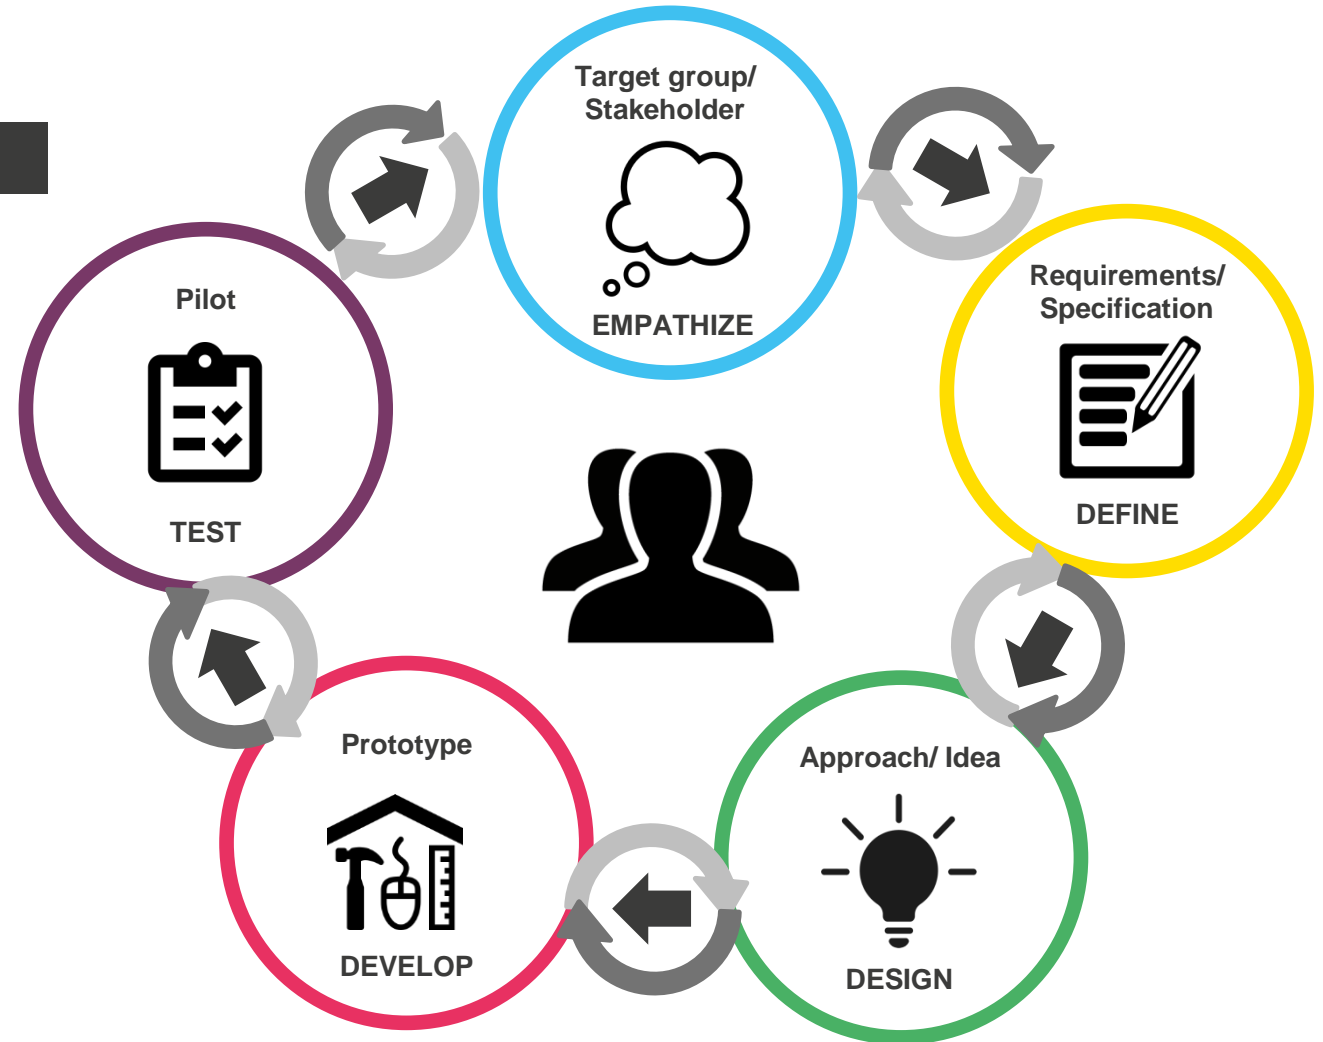 Target group/
Stakeholder
EMPATHIZE
Requirements/
Specification
DEFINE
Approach/ Idea
DESIGN
Prototype
DEVELOP
Pilot
TEST